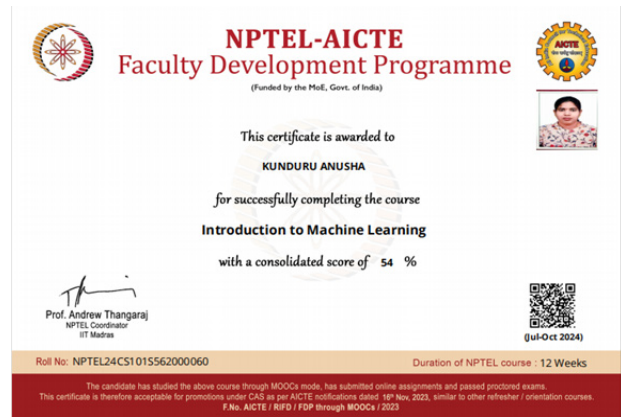 NPTEL-AICTE
Faculty Development Programme
(Funded by the MoE, Govt. of India)
AICTE
This certificate is awarded to
KUNDURU ANUSHA
for successfully completing the course
Introduction to Machine Learning
with a consolidated score of 54 %
Prof. Andrew Thangaraj
NPTEL Coordinator
IIT Madras
(Jul-Oct 2024)
Roll No: NPTEL24CS101S562000060
Duration of NPTEL course : 12 Weeks
The candidate has studied the above course through MOOCs mode, has submitted online assignments and passed proctored exams.
This certificate is therefore acceptable for promotions under CAS as per AICTE notifications dated 16th Nov, 2023, similar to other refresher / orientation courses.
F.No. AICTE / RIFD / FDP through MOOCs / 2023